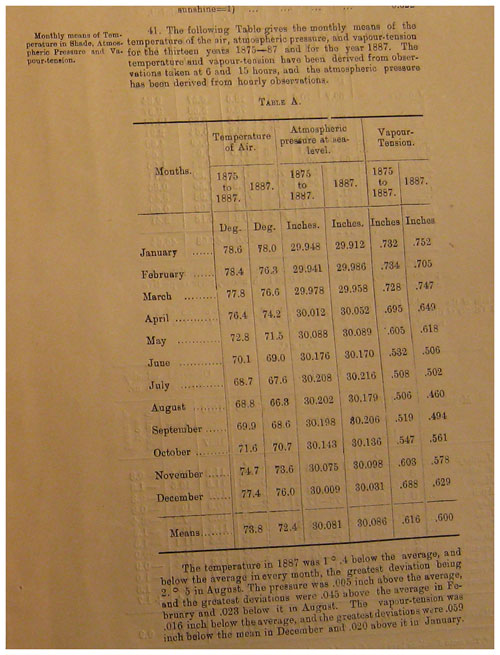 sunshine=1)
Monthly means of Tem-
perature in Shade, Atmos-
pheric Pressure and Va-
pour-tension.
41. The following Table gives the monthly means of the
temperature of the air, atmospheric pressure, and vapour-tension
for the thirteen years 1875—87 and for the year 1887. The
temperature and vapour-tension have been derived from obser-
vations taken at 6 and 15 hours, and the atmospheric pressure
has been derived from hourly observations.
TABLE A.
Months. Temperature of Air. Atmospheric pressure at sea-level. Vapour-Tension.
1875 to 1887. 1887. 1875 to 1887. 1887. 1875 to 1887. 1887.
Deg. Deg. Inches. Inches. Inches Inches
January ...... 78.6 78.0 29.948 29.912 .732 .752
February ...... 78.4 76.3 29.941 29.986 .734 .705
March ......... 77.8 76.6 29.978 29.958 .728 .747
April ............ 76.4 74.2 30.012 30.052 .695 .649
May ............ 72.8 71.5 30.088 30.089 .605 .618
June ............ 70.1 69.0 30.176 30.170 .532 .506
July ............ 68.7 67.6 30.208 30.216 .508 .502
August ......... 68.8 66.3 30.202 30.179 .506 .460
September ...... 69.9 68.6 30.198 30.206 .519 .494
October ......... 71.6 70.7 30.143 30.136 .547 .561
November ...... 74.7 73.6 30.075 30.098 .603 .578
December ...... 77.4 76.0 30.009 30.031 .688 .629
Means........ 73.8 72.4 30.081 30.086 .616 .600
The temperature in 1887 was 1°.4 below the average, and
below the average in every month, the greatest deviation being
2.°5 in August. The pressure was .005 inch above the average,
and the greatest deviations were .045 above the average in Fe-
bruary and .023 below it in August. The vapour-tension was
.016 inch below the average, and the greatest deviations were .059
inch below the mean in December and .020 above it in January.